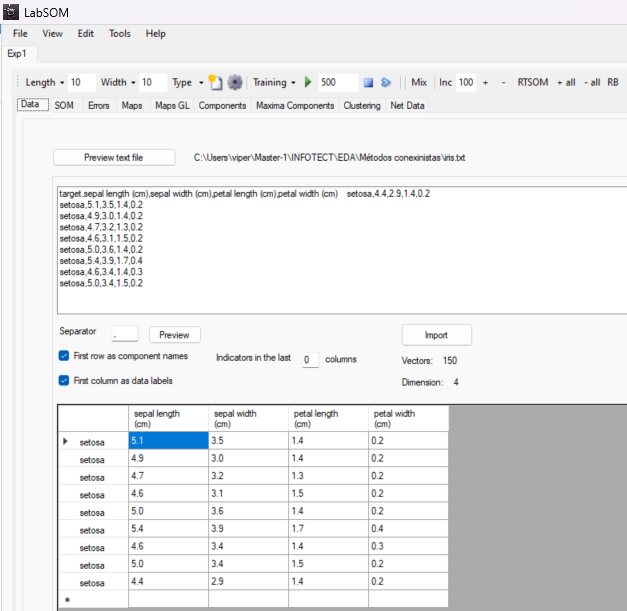 LabSOM
File View Edit Tools Help
Exp1
Length 10 Width 10 Type Training 500 Mix Inc 100 + - RTSOM + all - all RB
Data SOM Errors Maps Maps GL Components Maxima Components Clustering Net Data
Preview text file C:\Users\viper\Master-1\INFOTECT\EDA\Métodos conexinistas\iris.txt
target,sepal length (cm),sepal width (cm),petal length (cm),petal width (cm) setosa,4.4,2.9,1.4,0.2
setosa,5.1,3.5,1.4,0.2
setosa,4.9,3.0,1.4,0.2
setosa,4.7,3.2,1.3,0.2
setosa,4.6,3.1,1.5,0.2
setosa,5.0,3.6,1.4,0.2
setosa,5.4,3.9,1.7,0.4
setosa,4.6,3.4,1.4,0.3
setosa,5.0,3.4,1.5,0.2
Separator Preview Import
First row as component names Indicators in the last 0 columns Vectors: 150
First column as data labels Dimension: 4
sepal length (cm) sepal width (cm) petal length (cm) petal width (cm)
setosa 5.1 3.5 1.4 0.2
setosa 4.9 3.0 1.4 0.2
setosa 4.7 3.2 1.3 0.2
setosa 4.6 3.1 1.5 0.2
setosa 5.0 3.6 1.4 0.2
setosa 5.4 3.9 1.7 0.4
setosa 4.6 3.4 1.4 0.3
setosa 5.0 3.4 1.5 0.2
setosa 4.4 2.9 1.4 0.2